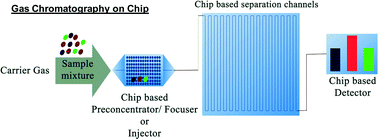 Gas Chromatography on Chip
Chip based separation channels
Sample
mixture
Carrier Gas
Chip based
Preconcentrator/ Focuser
or
Injector
Chip based
Detector